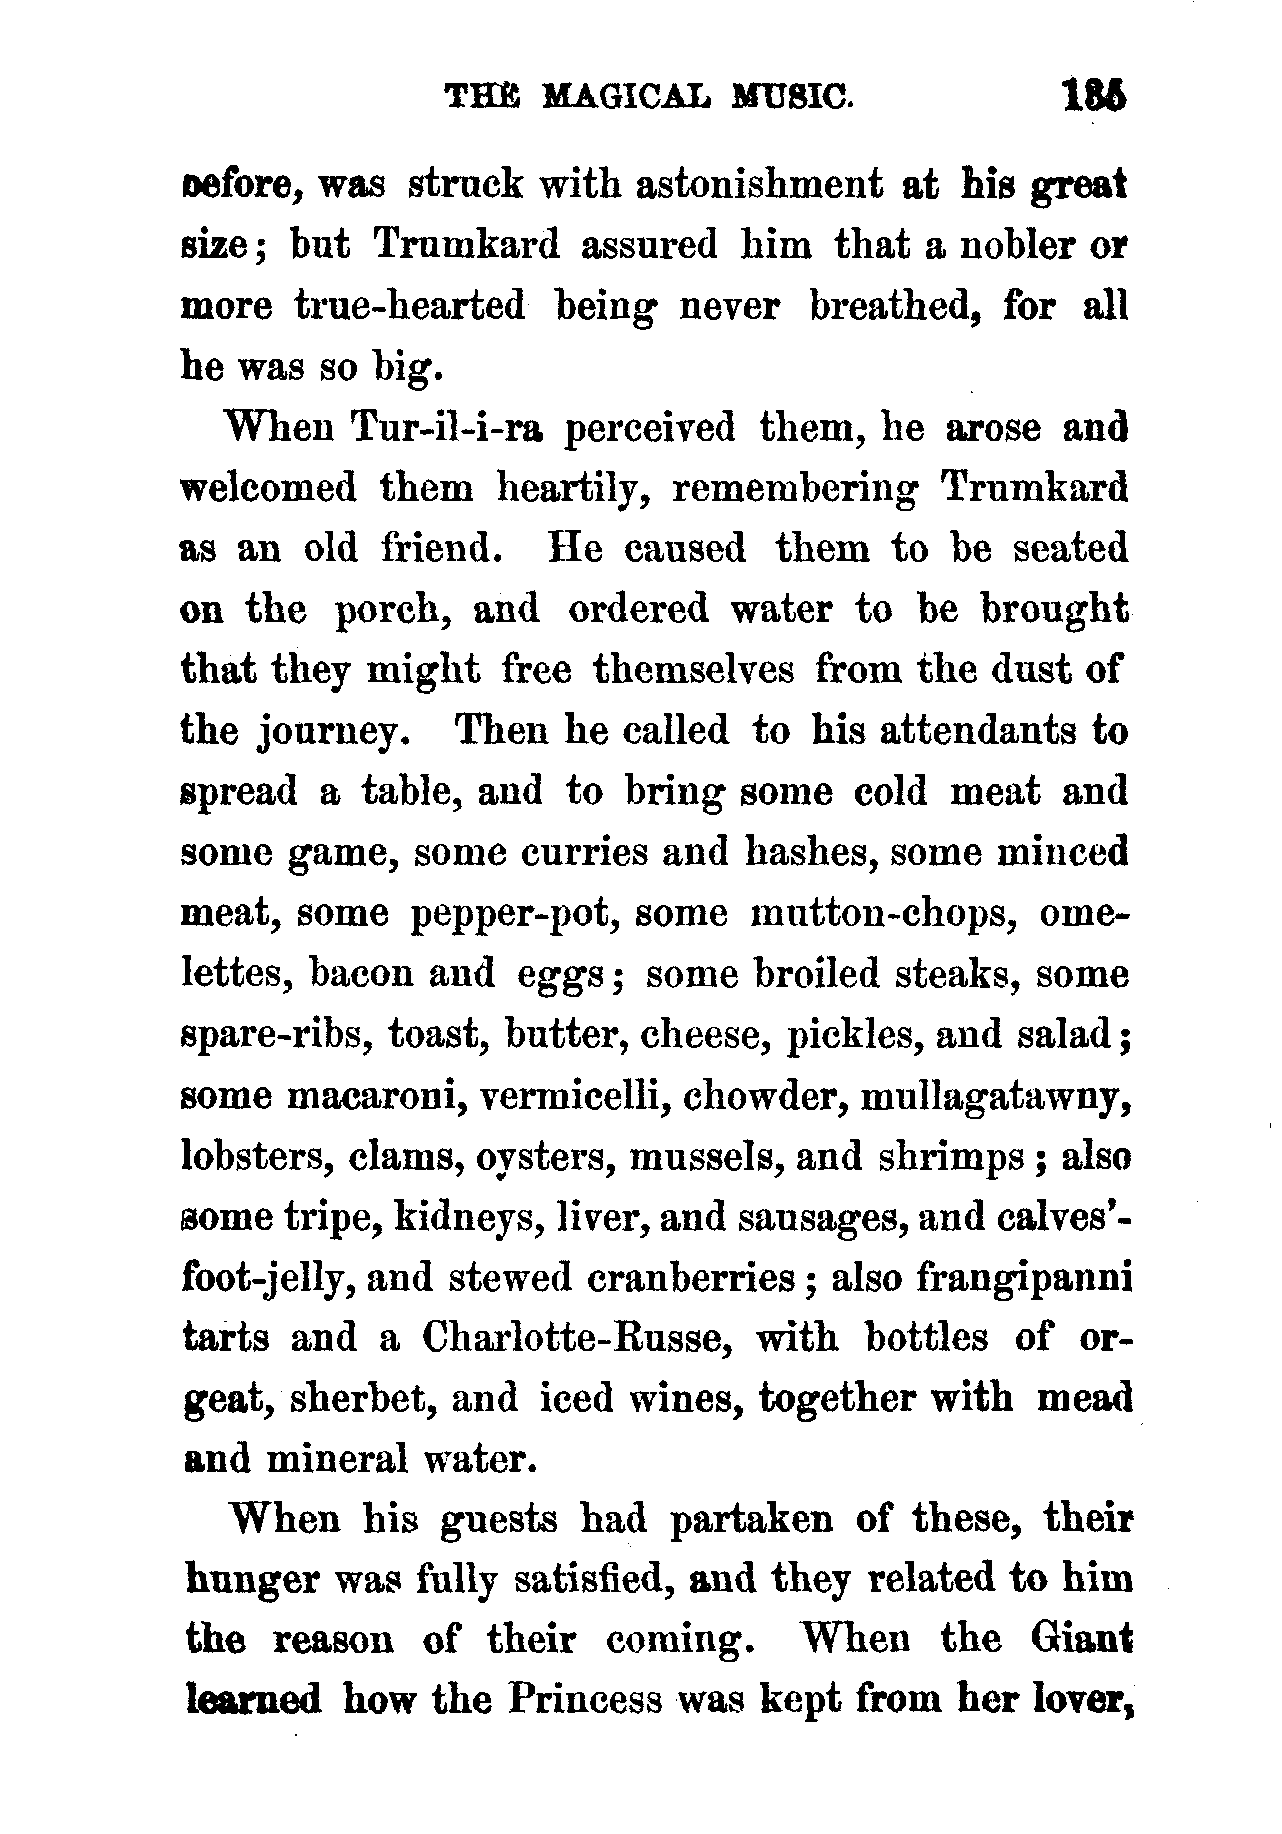 THE MAGICAL MUSIC. 185
before, was struck with astonishment at his great
size; but Trumkard assured him that a nobler or
more true-hearted being never breathed, for all
he was so big.
When Tur-il-i-ra perceived them, he arose and
welcomed them heartily, remembering Trumkard
as an old friend. He caused them to be seated
on the porch, and ordered water to be brought
that they might free themselves from the dust of
the journey. Then he called to his attendants to
spread a table, and to bring some cold meat and
some game, some curries and hashes, some minced
meat, some pepper-pot, some mutton-chops, ome-
lettes, bacon and eggs; some broiled steaks, some
spare-ribs, toast, butter, cheese, pickles, and salad;
some macaroni, vermicelli, chowder, mullagatawny,
lobsters, clams, oysters, mussels, and shrimps; also
some tripe, kidneys, liver, and sausages, and calves'-
foot-jelly, and stewed cranberries; also frangipanni
tarts and a Charlotte-Russe, with bottles of or-
geat, sherbet, and iced wines, together with mead
and mineral water.
When his guests had partaken of these, their
hunger was fully satisfied, and they related to him
the reason of their coming. When the Giant
learned how the Princess was kept from her lover,